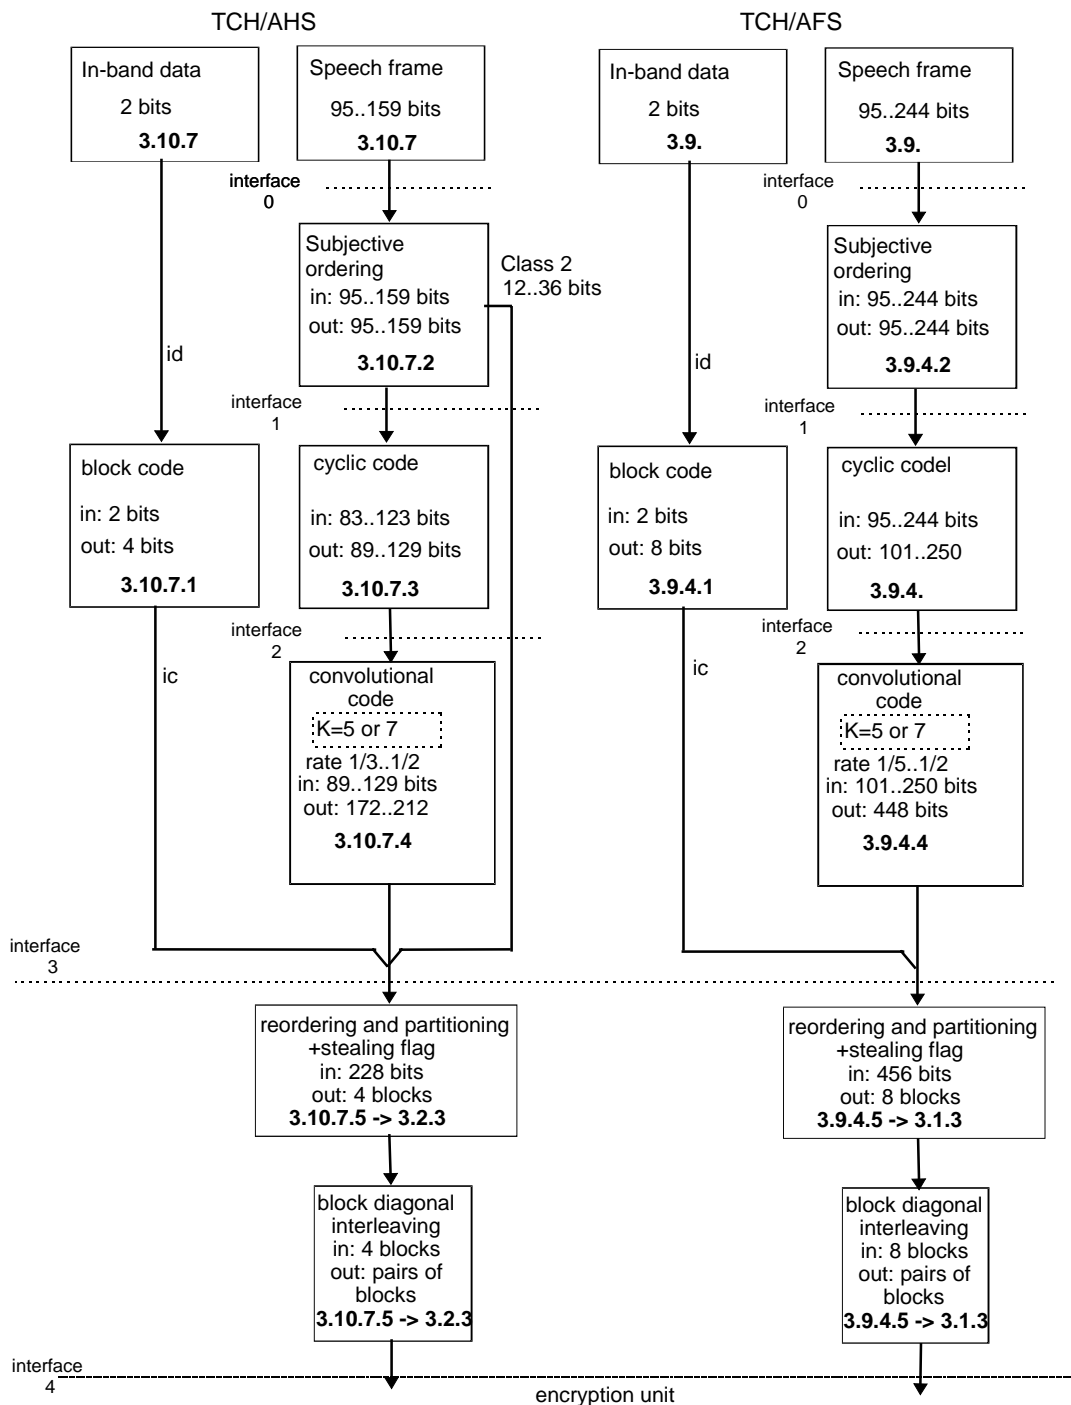 TCH/AHS
In-band data
2 bits
3.10.7
Speech frame
95..159 bits
3.10.7
interface
0
Subjective
ordering
in: 95..159 bits
out: 95..159 bits
3.10.7.2
Class 2
12..36 bits
id
interface
1
block code
in: 2 bits
out: 4 bits
3.10.7.1
cyclic code
in: 83..123 bits
out: 89..129 bits
3.10.7.3
interface
2
ic
convolutional
code
K=5 or 7
rate 1/3..1/2
in: 89..129 bits
out: 172..212
3.10.7.4
interface
3
reordering and partitioning
+stealing flag
in: 228 bits
out: 4 blocks
3.10.7.5 -> 3.2.3
block diagonal
interleaving
in: 4 blocks
out: pairs of
blocks
3.10.7.5 -> 3.2.3
interface
4
TCH/AFS
In-band data
2 bits
3.9.
Speech frame
95..244 bits
3.9.
interface
0
Subjective
ordering
in: 95..244 bits
out: 95..244 bits
3.9.4.2
id
interface
1
block code
in: 2 bits
out: 8 bits
3.9.4.1
cyclic codel
in: 95..244 bits
out: 101..250
3.9.4.
interface
2
ic
convolutional
code
K=5 or 7
rate 1/5..1/2
in: 101..250 bits
out: 448 bits
3.9.4.4
reordering and partitioning
+stealing flag
in: 456 bits
out: 8 blocks
3.9.4.5 -> 3.1.3
block diagonal
interleaving
in: 8 blocks
out: pairs of
blocks
3.9.4.5 -> 3.1.3
encryption unit